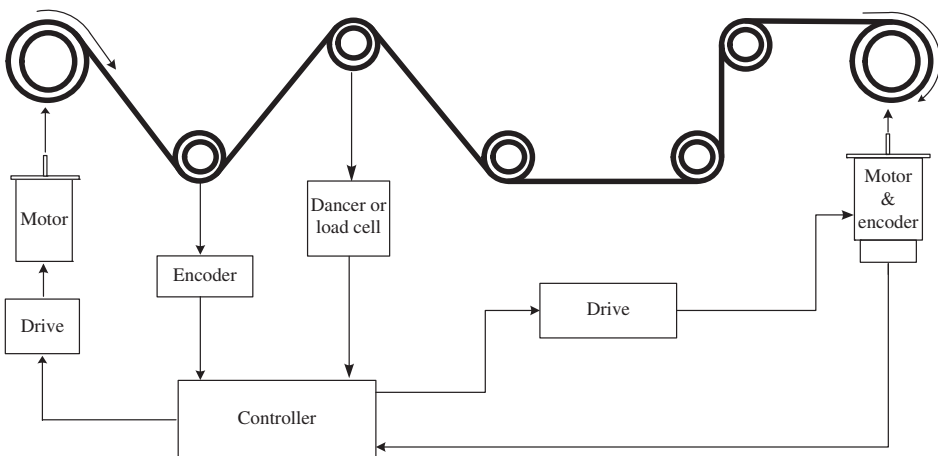 Motor
Drive
Encoder
Dancer or
load cell
Controller
Drive
Motor
&
encoder